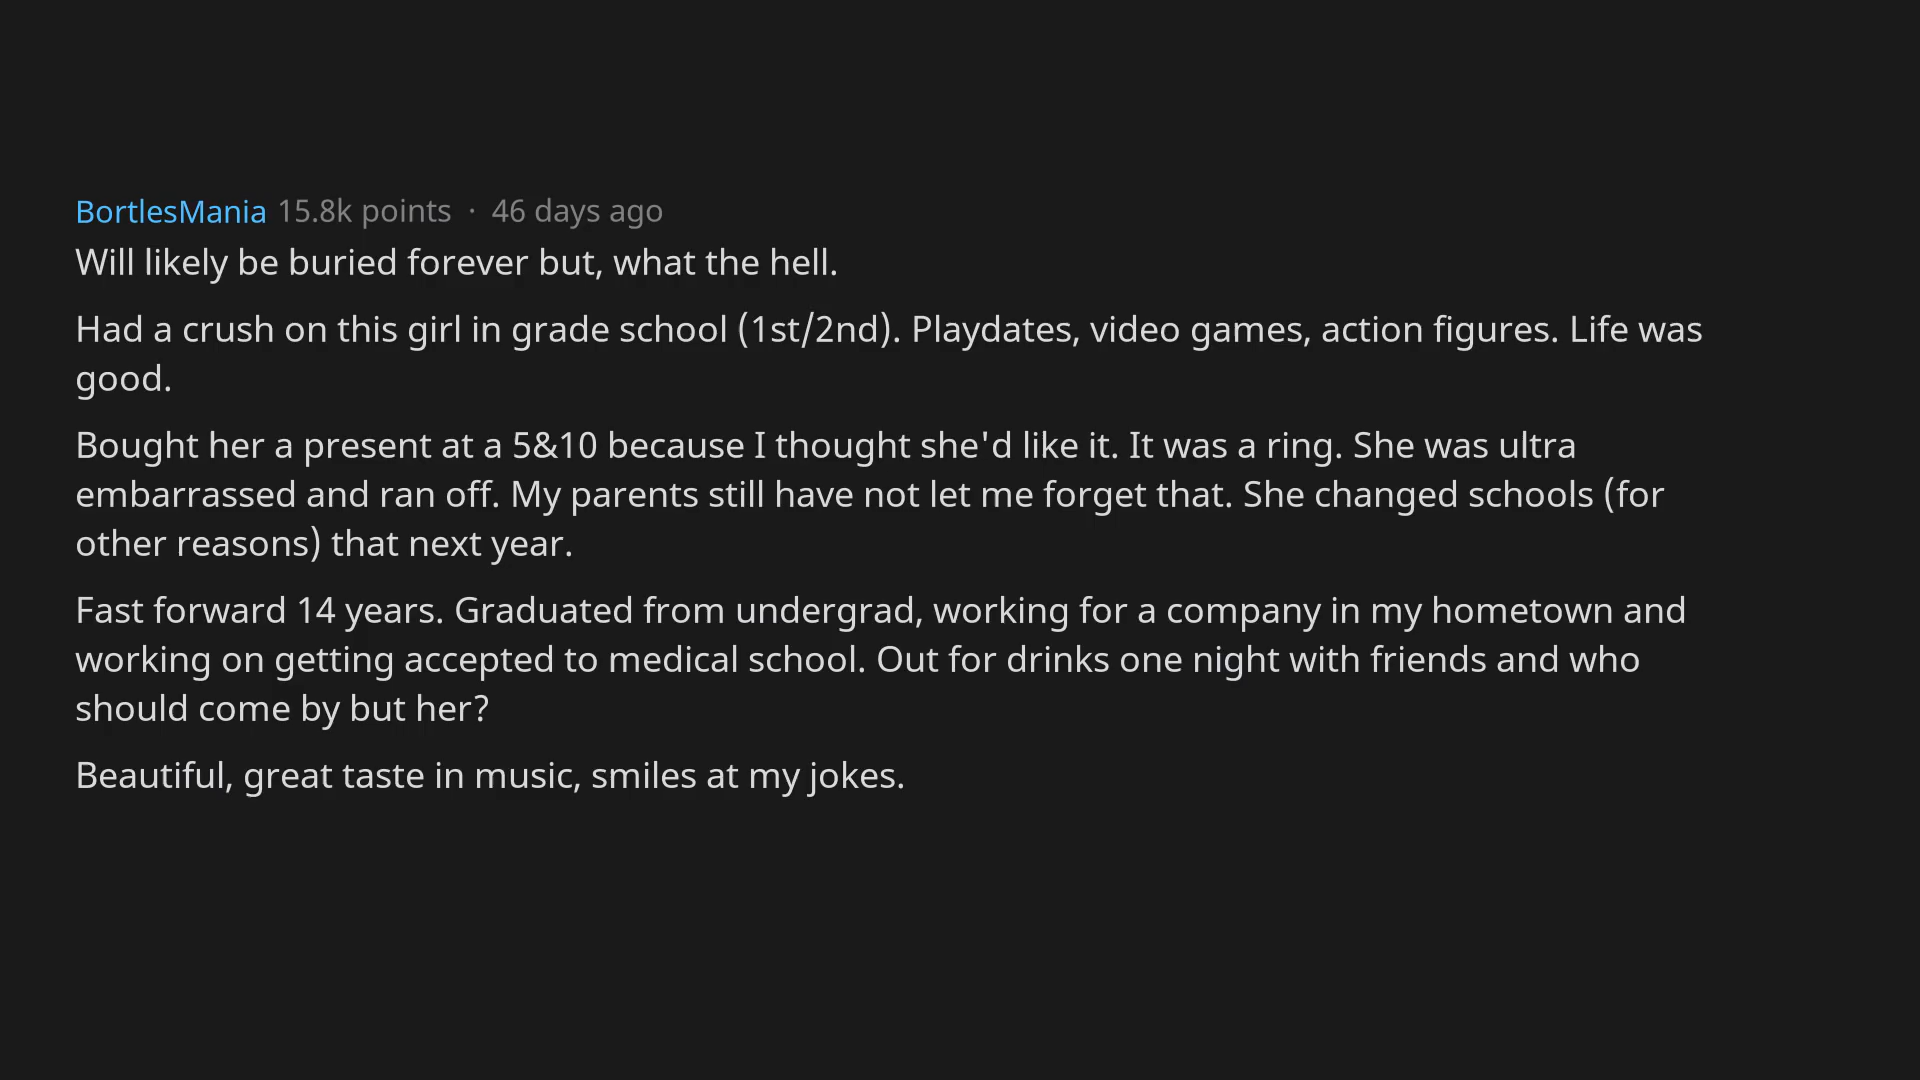 BortlesMania 15.8k points · 46 days ago
Will likely be buried forever but, what the hell.
Had a crush on this girl in grade school (1st/2nd). Playdates, video games, action figures. Life was
good.
Bought her a present at a 5&10 because I thought she'd like it. It was a ring. She was ultra
embarrassed and ran off. My parents still have not let me forget that. She changed schools (for
other reasons) that next year.
Fast forward 14 years. Graduated from undergrad, working for a company in my hometown and
working on getting accepted to medical school. Out for drinks one night with friends and who
should come by but her?
Beautiful, great taste in music, smiles at my jokes.